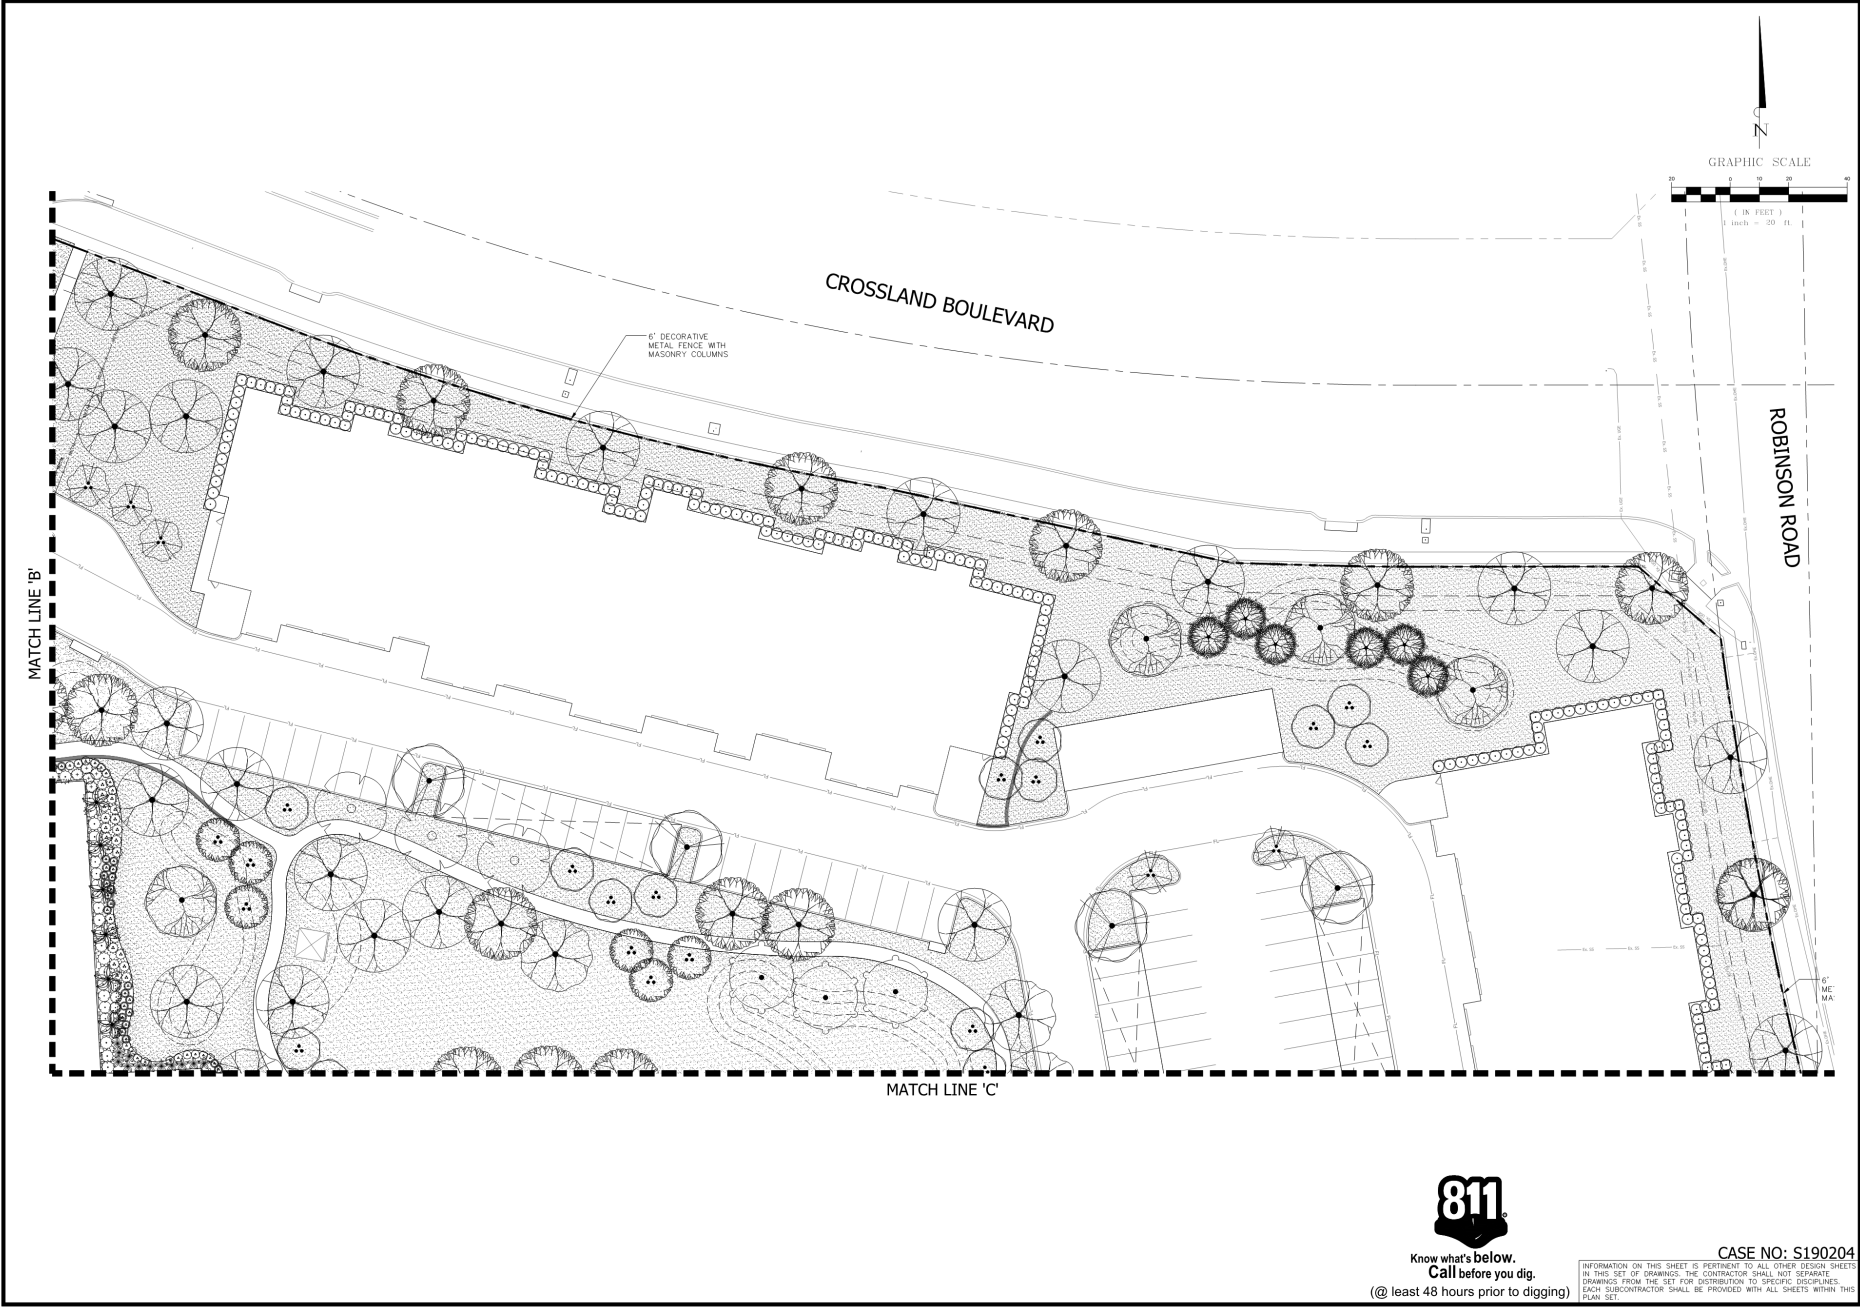 N
GRAPHIC SCALE
20 0 10 20 40
( IN FEET )
1 inch = 20 ft.
CROSSLAND BOULEVARD
6' DECORATIVE
METAL FENCE WITH
MASONRY COLUMNS
ROBINSON ROAD
MATCH LINE 'B'
6'
ME
MA
MATCH LINE 'C'
811
Know what's below.
Call before you dig.
(@ least 48 hours prior to digging)
CASE NO: S190204
INFORMATION ON THIS SHEET IS PERTINENT TO ALL OTHER DESIGN SHEETS
IN THIS SET OF DRAWINGS. THE CONTRACTOR SHALL NOT SEPARATE
DRAWINGS FROM THE SET FOR DISTRIBUTION TO SPECIFIC DISCIPLINES.
EACH SUBCONTRACTOR SHALL BE PROVIDED WITH ALL SHEETS WITHIN THIS
PLAN SET.